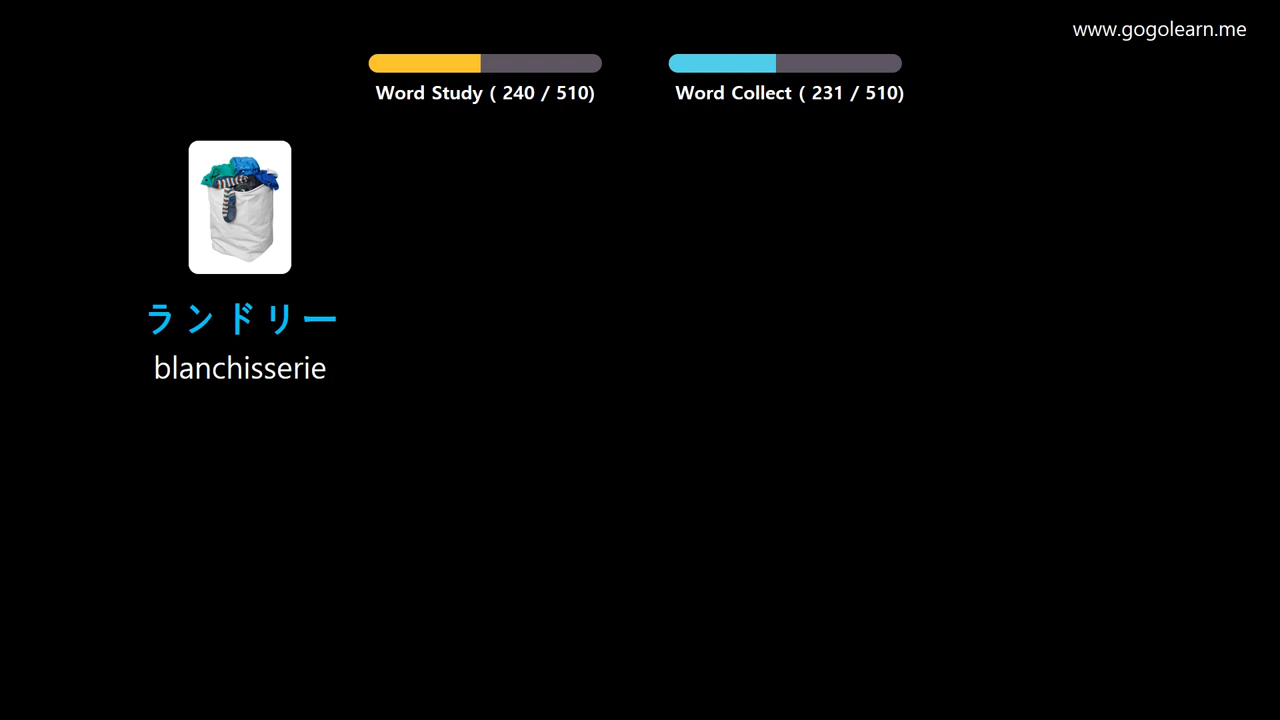 www.gogolearn.me
Word Study ( 240 / 510)
Word Collect ( 231 / 510)
ランドリー
blanchisserie